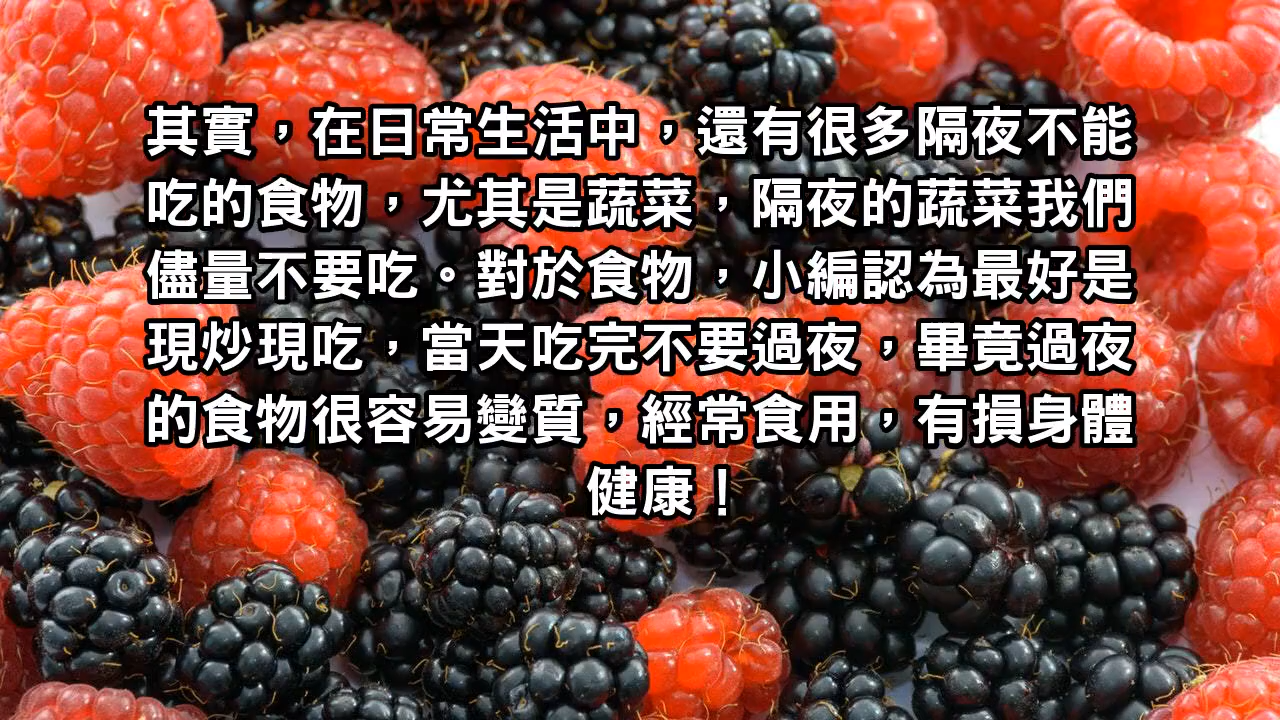 其實，在日常生活中，還有很多隔夜不能
吃的食物，尤其是蔬菜，隔夜的蔬菜我們
儘量不要吃。對於食物，小編認為最好是
現炒現吃，當天吃完不要過夜，畢竟過夜
的食物很容易變質，經常食用，有損身體
健康！